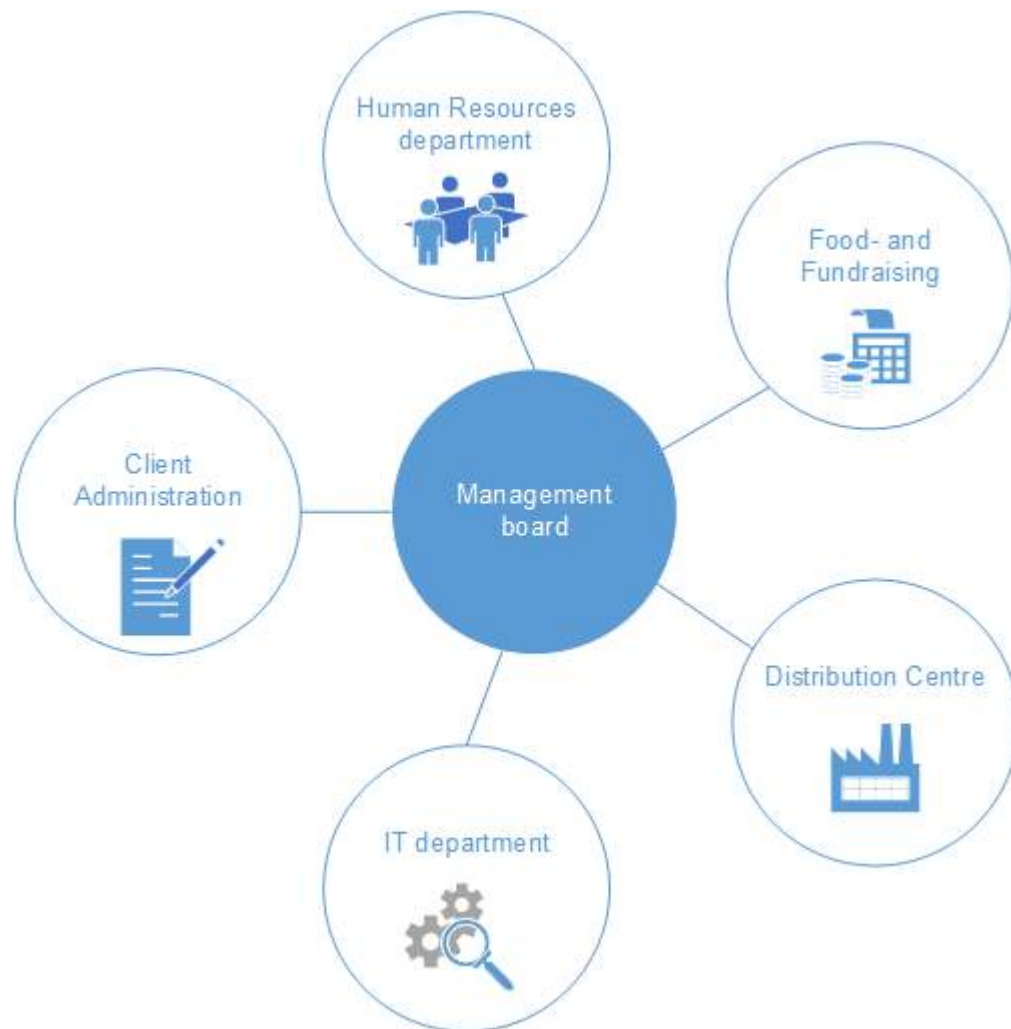 Human Resources
department
Food- and
Fundraising
Client
Administration
Management
board
Distribution Centre
IT department